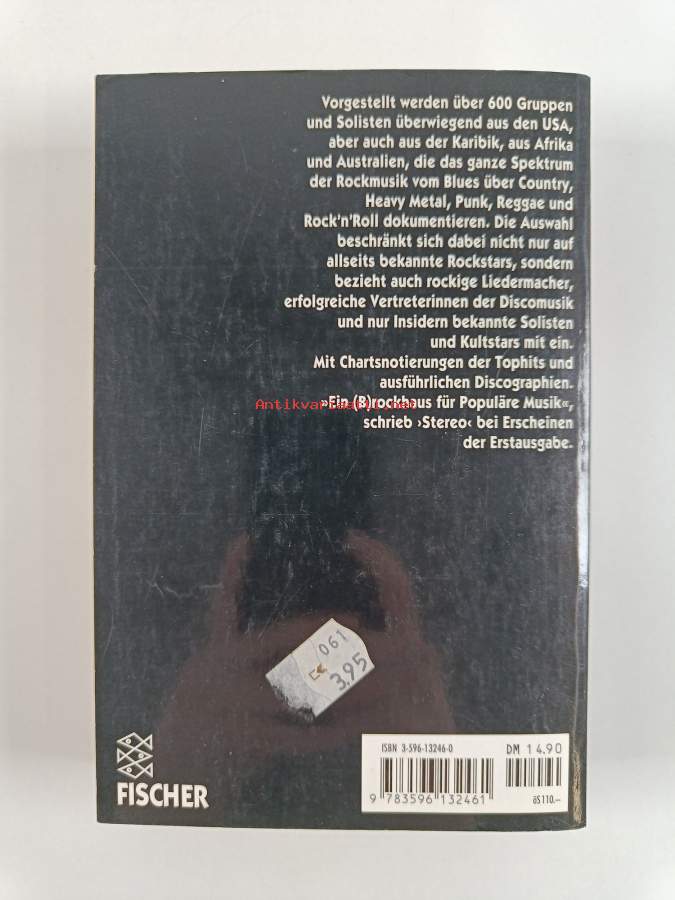 Vorgestellt werden über 600 Gruppen
und Solisten überwiegend aus den USA,
aber auch aus der Karibik, aus Afrika
und Australien, die das ganze Spektrum
der Rockmusik vom Blues über Country,
Heavy Metal, Punk, Reggae und
Rock'n'Roll dokumentieren. Die Auswahl
beschränkt sich dabei nicht nur auf
allseits bekannte Rockstars, sondern
bezieht auch rockige Liedermacher,
erfolgreiche Vertreterinnen der Discomusik
und nur Insidern bekannte Solisten
und Kultstars mit ein.
Mit Chartsnotierungen der Tophits und
ausführlichen Discographien.
»Ein (B)rockhaus für Populäre Musik«,
Antikvariaatti.net
schrieb ›Stereo‹ bei Erscheinen
der Erstausgabe.
061
3.95
FISCHER
ISBN 3-596-13246-0
DM 14.90
9 783596 132461
öS 110.–